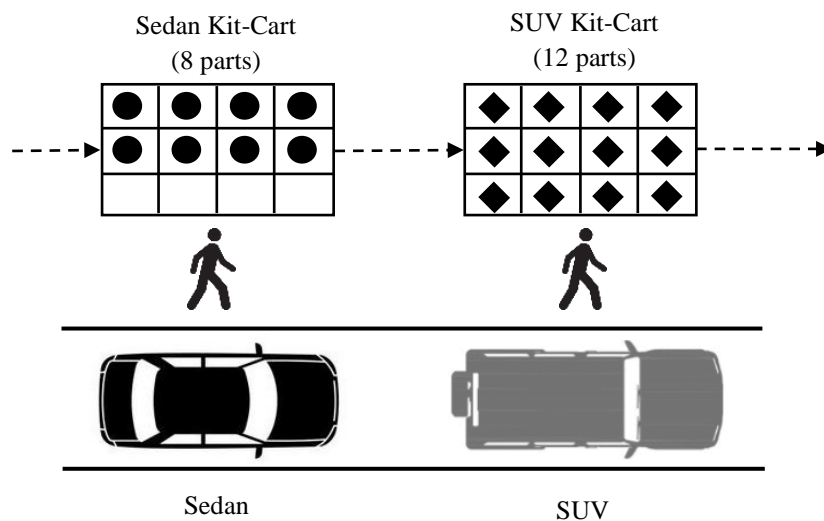 Sedan Kit-Cart
(8 parts)
SUV Kit-Cart
(12 parts)
Sedan
SUV